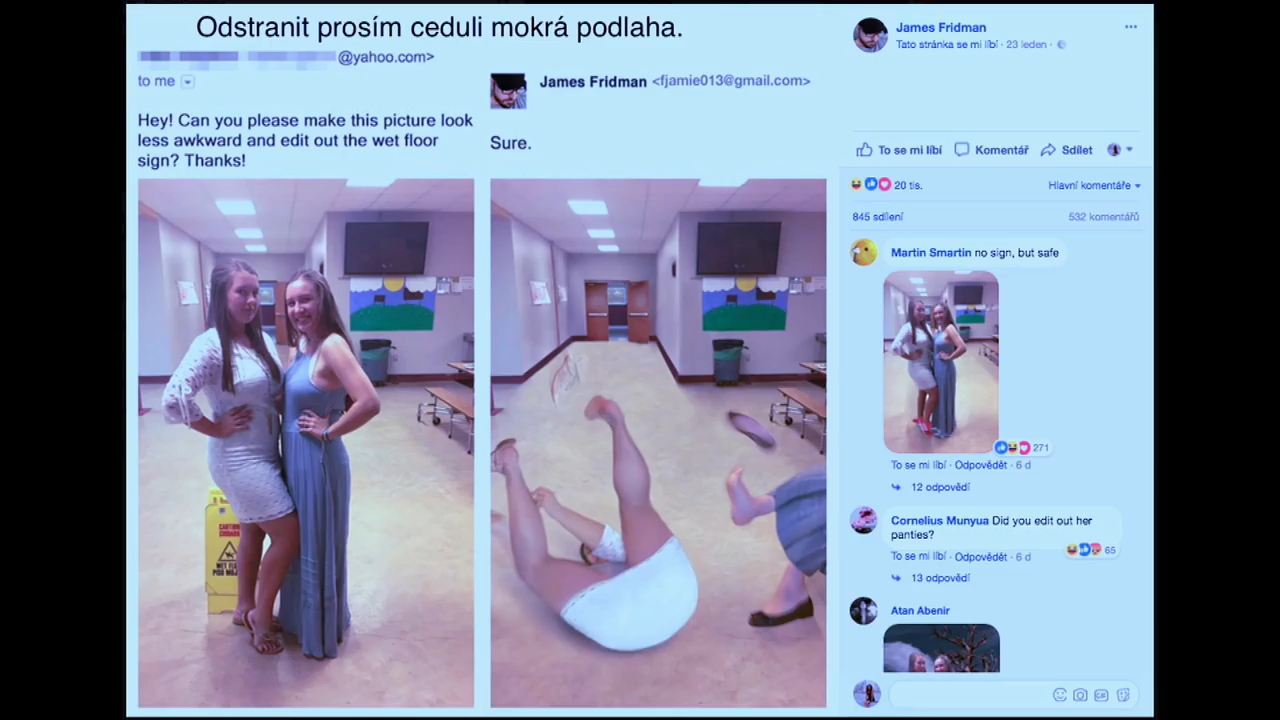 Odstranit prosím ceduli mokrá podlaha.
@yahoo.com>
to me
Hey! Can you please make this picture look
less awkward and edit out the wet floor
sign? Thanks!
James Fridman <fjamie013@gmail.com>
Sure.
CAUTION
WET FLOOR
James Fridman
Tato stránka se mi líbí · 23 leden ·
To se mi líbí Komentář Sdílet
20 tis. Hlavní komentáře
845 sdílení 532 komentářů
Martin Smartin no sign, but safe
271
To se mi líbí · Odpovědět · 6 d
12 odpovědí
Cornelius Munyua Did you edit out her
panties?
65
To se mi líbí · Odpovědět · 6 d
13 odpovědí
Atan Abenir